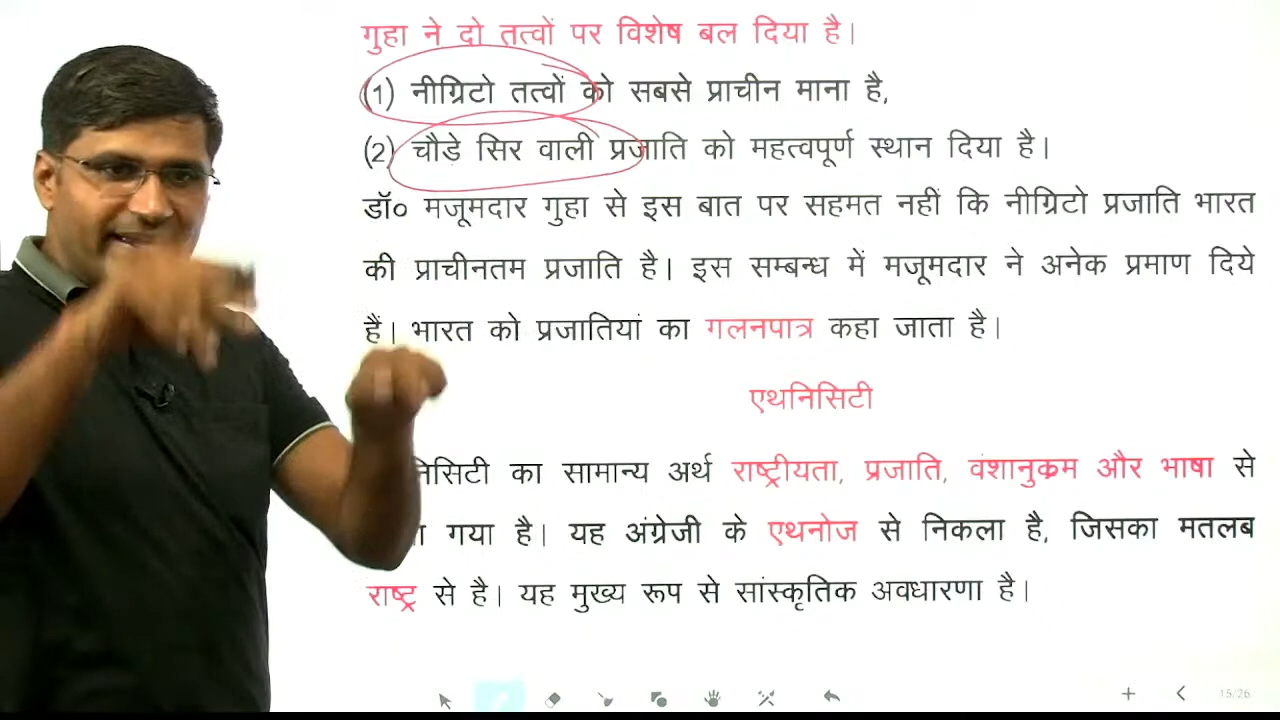 गुहा ने दो तत्वों पर विशेष बल दिया है।
(1) नीग्रिटो तत्वों को सबसे प्राचीन माना है,
(2) चौड़े सिर वाली प्रजाति को महत्वपूर्ण स्थान दिया है।
डॉ० मजूमदार गुहा से इस बात पर सहमत नहीं कि नीग्रिटो प्रजाति भारत
की प्राचीनतम प्रजाति है। इस सम्बन्ध में मजूमदार ने अनेक प्रमाण दिये
हैं। भारत को प्रजातियां का गलनपात्र कहा जाता है।
एथनिसिटी
का सामान्य अर्थ राष्ट्रीयता, प्रजाति, वंशानुक्रम और भाषा से
गया है। यह अंग्रेजी के एथनोज से निकला है, जिसका मतलब
राष्ट्र से है। यह मुख्य रूप से सांस्कृतिक अवधारणा है।
15/26